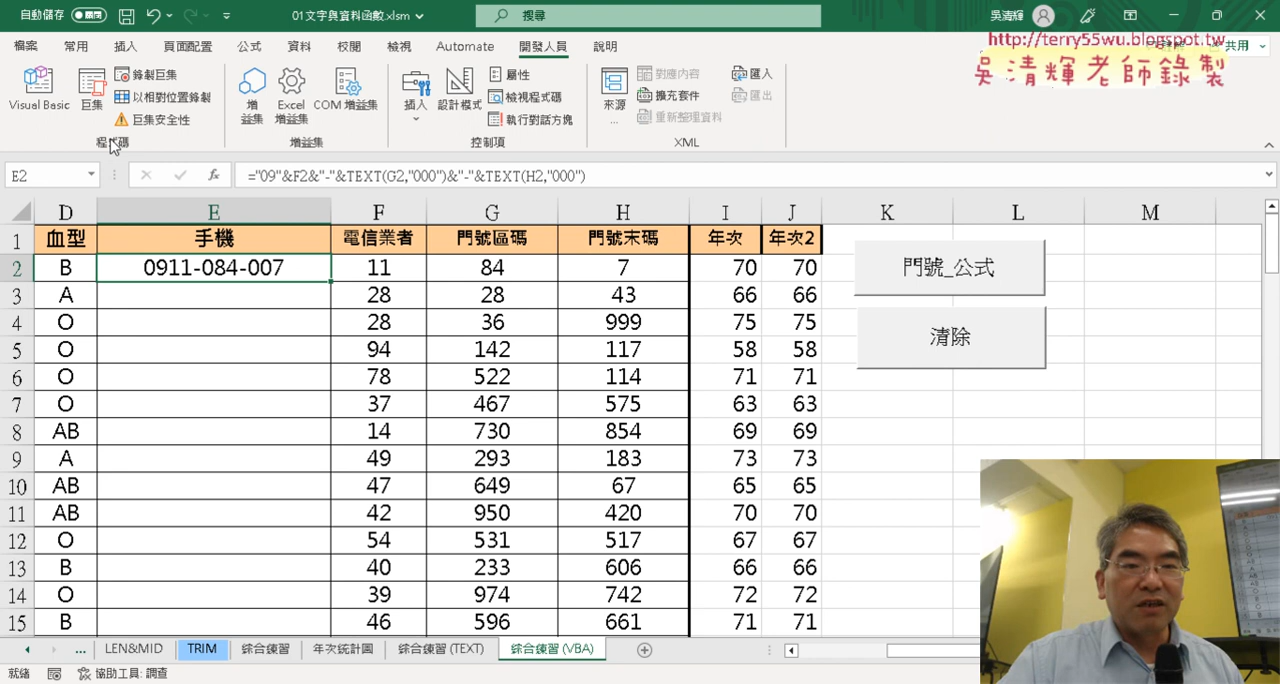 自動儲存 關閉 01文字與資料函數.xlsm 搜尋 吳清輝
http://terry55wu.blogspot.tw
吳清輝老師錄製
檔案 常用 插入 頁面配置 公式 資料 校閱 檢視 Automate 開發人員 說明 共用
Visual Basic 巨集 錄製巨集 以相對位置錄製 巨集安全性 程式碼
增益集 Excel 增益集 COM 增益集 增益集
插入 設計模式 屬性 檢視程式碼 執行對話方塊 控制項
來源 對應內容 擴充套件 重新整理資料 匯入 匯出 XML
E2 fx ="09"&F2&"-"&TEXT(G2,"000")&"-"&TEXT(H2,"000")
D E F G H I J K L M
1 血型 手機 電信業者 門號區碼 門號末碼 年次 年次2
2 B 0911-084-007 11 84 7 70 70 門號_公式
3 A 28 28 43 66 66
4 O 28 36 999 75 75 清除
5 O 94 142 117 58 58
6 O 78 522 114 71 71
7 O 37 467 575 63 63
8 AB 14 730 854 69 69
9 A 49 293 183 73 73
10 AB 47 649 67 65 65
11 AB 42 950 420 70 70
12 O 54 531 517 67 67
13 B 40 233 606 66 66
14 O 39 974 742 72 72
15 B 46 596 661 71 71
... LEN&MID TRIM 綜合練習 年次統計圖 綜合練習 (TEXT) 綜合練習 (VBA)
就緒 協助工具: 調查